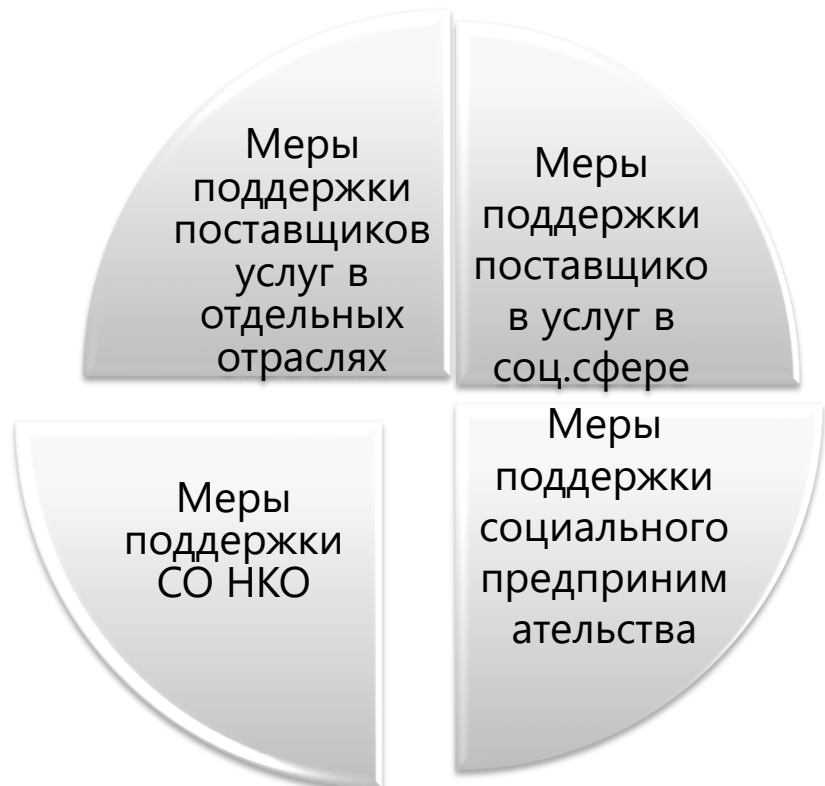 Меры
поддержки
поставщиков
услуг в
отдельных
отраслях
Меры
поддержки
поставщико
в услуг в
соц.сфере
Меры
поддержки
СО НКО
Меры
поддержки
социального
предприним
ательства